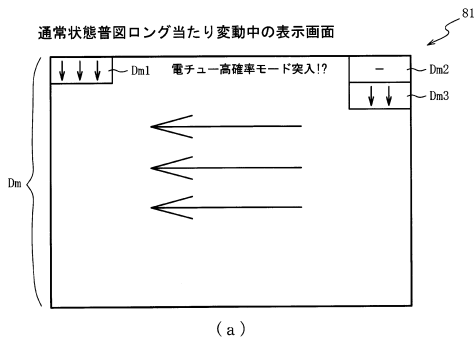 81
通常状態普図ロング当たり変動中の表示画面
Dm1
電チュー高確率モード突入!?
－
Dm2
Dm3
Dm
(a)